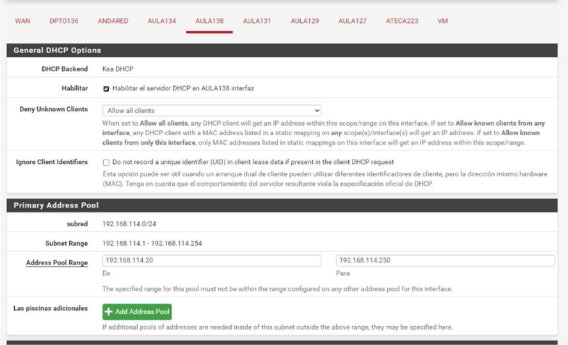 WAN DPTO136 ANDARED AULA134 AULA138 AULA131 AULA129 AULA127 ATECA223 VM
General DHCP Options
DHCP Backend Kea DHCP
Habilitar Habilitar el servidor DHCP en AULA138 interfaz
Deny Unknown Clients Allow all clients
When set to Allow all clients, any DHCP client will get an IP address within this scope/range on this interface. If set to Allow known clients from any
interface, any DHCP client with a MAC address listed in a static mapping on any scope(s)/interface(s) will get an IP address. If set to Allow known
clients from only this interface, only MAC addresses listed in static mappings on this interface will get an IP address within this scope/range.
Ignore Client Identifiers Do not record a unique identifier (UID) in client lease data if present in the client DHCP request
Esta opción puede ser útil cuando un arranque dual de cliente pueden utilizar diferentes identificadores de cliente, pero la dirección mismo hardware
(MAC). Tenga en cuenta que el comportamiento del servidor resultante viola la especificación oficial de DHCP.
Primary Address Pool
subred 192.168.114.0/24
Subnet Range 192.168.114.1 - 192.168.114.254
Address Pool Range 192.168.114.20 192.168.114.250
De Para
The specified range for this pool must not be within the range configured on any other address pool for this interface.
Las piscinas adicionales + Add Address Pool
If additional pools of addresses are needed inside of this subnet outside the above range, they may be specified here.